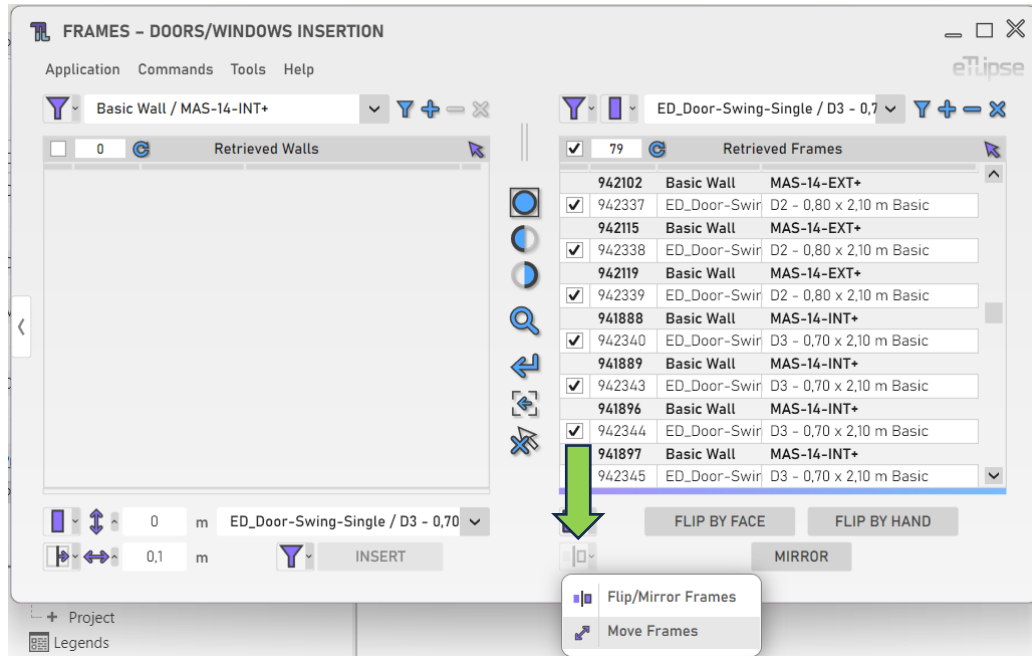 FRAMES – DOORS/WINDOWS INSERTION
Application Commands Tools Help
eTLipse
Basic Wall / MAS-14-INT+
ED_Door-Swing-Single / D3 - 0,7
0 Retrieved Walls
79 Retrieved Frames
942102 Basic Wall MAS-14-EXT+
942337 ED_Door-Swin D2 - 0,80 x 2,10 m Basic
942115 Basic Wall MAS-14-EXT+
942338 ED_Door-Swin D2 - 0,80 x 2,10 m Basic
942119 Basic Wall MAS-14-EXT+
942339 ED_Door-Swin D2 - 0,80 x 2,10 m Basic
941888 Basic Wall MAS-14-INT+
942340 ED_Door-Swin D3 - 0,70 x 2,10 m Basic
941889 Basic Wall MAS-14-INT+
942343 ED_Door-Swin D3 - 0,70 x 2,10 m Basic
941896 Basic Wall MAS-14-INT+
942344 ED_Door-Swin D3 - 0,70 x 2,10 m Basic
941897 Basic Wall MAS-14-INT+
942345 ED_Door-Swin D3 - 0,70 x 2,10 m Basic
0 m ED_Door-Swing-Single / D3 - 0,70
FLIP BY FACE FLIP BY HAND
0,1 m INSERT
MIRROR
Flip/Mirror Frames
Move Frames
Project
Legends